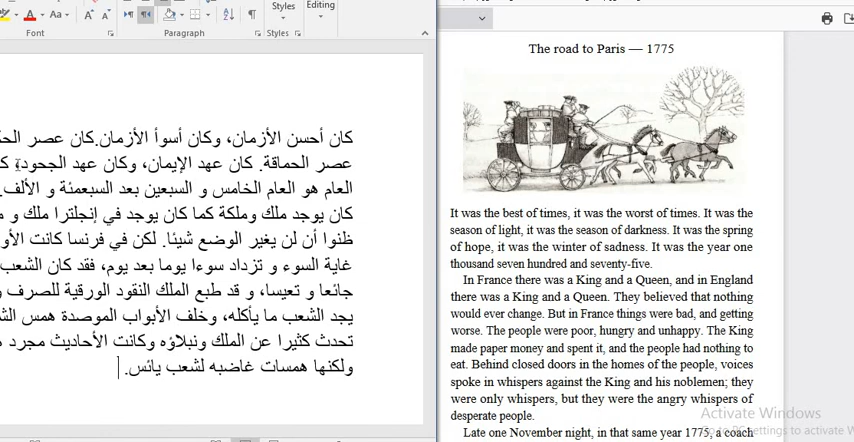 Styles
Editing
Aa
Font
Paragraph
Styles
كان أحسن الأزمان، وكان أسوأ الأزمان.كان عصر
عصر الحماقة. كان عهد الإيمان، وكان عهد الجحود،
العام هو العام الخامس و السبعين بعد السبعمئة و الألف.
كان يوجد ملك وملكة كما كان يوجد في إنجلترا ملك و
ظنوا أن لن يغير الوضع شيئا. لكن في فرنسا كانت
غاية السوء و تزداد سوءا يوما بعد يوم، فقد كان الشعب
جائعا و تعيسا، و قد طبع الملك النقود الورقية للصرف
يجد الشعب ما يأكله، وخلف الأبواب الموصدة همس
تحدث كثيرا عن الملك ونبلاؤه وكانت الأحاديث مجرد
ولكنها همسات غاضبه لشعب يائس.
The road to Paris — 1775
It was the best of times, it was the worst of times. It was the
season of light, it was the season of darkness. It was the spring
of hope, it was the winter of sadness. It was the year one
thousand seven hundred and seventy-five.
In France there was a King and a Queen, and in England
there was a King and a Queen. They believed that nothing
would ever change. But in France things were bad, and getting
worse. The people were poor, hungry and unhappy. The King
made paper money and spent it, and the people had nothing to
eat. Behind closed doors in the homes of the people, voices
spoke in whispers against the King and his noblemen; they
were only whispers, but they were the angry whispers of
desperate people.
Late one November night, in that same year 1775, a coach
Activate Windows
to PC settings to activate W